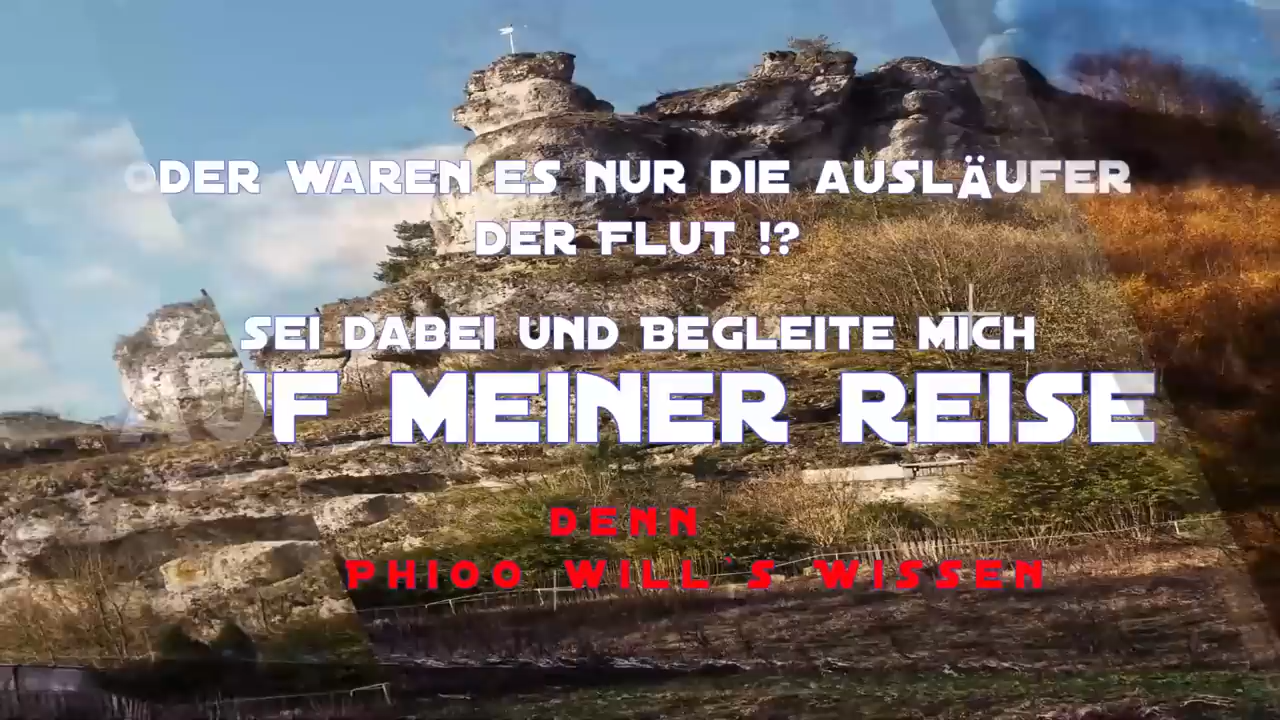 ODER WAREN ES NUR DIE AUSLÄUFER
DER FLUT !?
SEI DABEI UND BEGLEITE MICH
AUF MEINER REISE
DENN
PHIOO WILL´S WISSEN